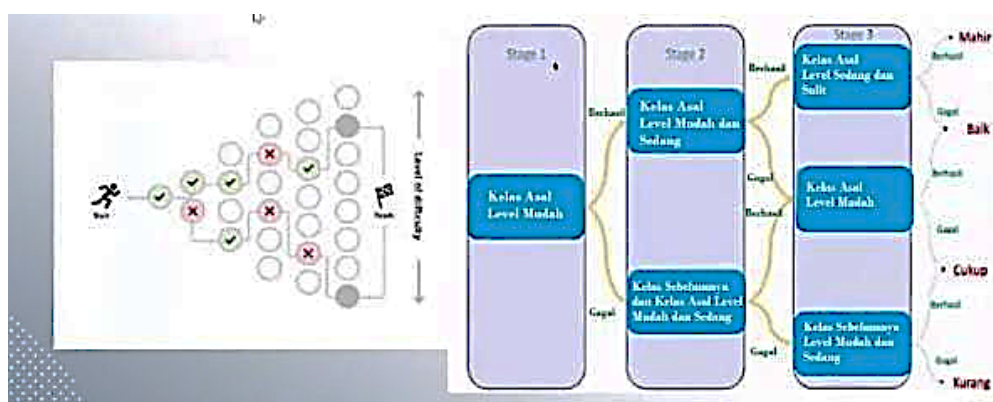 Start
Finish
Level of difficulty
Stage 1
Kelas Asal
Level Mudah
Berhasil
Gagal
Stage 2
Kelas Asal
Level Mudah dan
Sedang
Kelas Sebelumnya
dan Kelas Asal Level
Mudah dan Sedang
Berhasil
Gagal
Berhasil
Gagal
Stage 3
Kelas Asal
Level Sedang dan
Sulit
Kelas Asal
Level Mudah
Kelas Sebelumnya
Level Mudah dan
Sedang
Berhasil
Gagal
Berhasil
Gagal
Berhasil
Gagal
Mahir
Baik
Cukup
Kurang